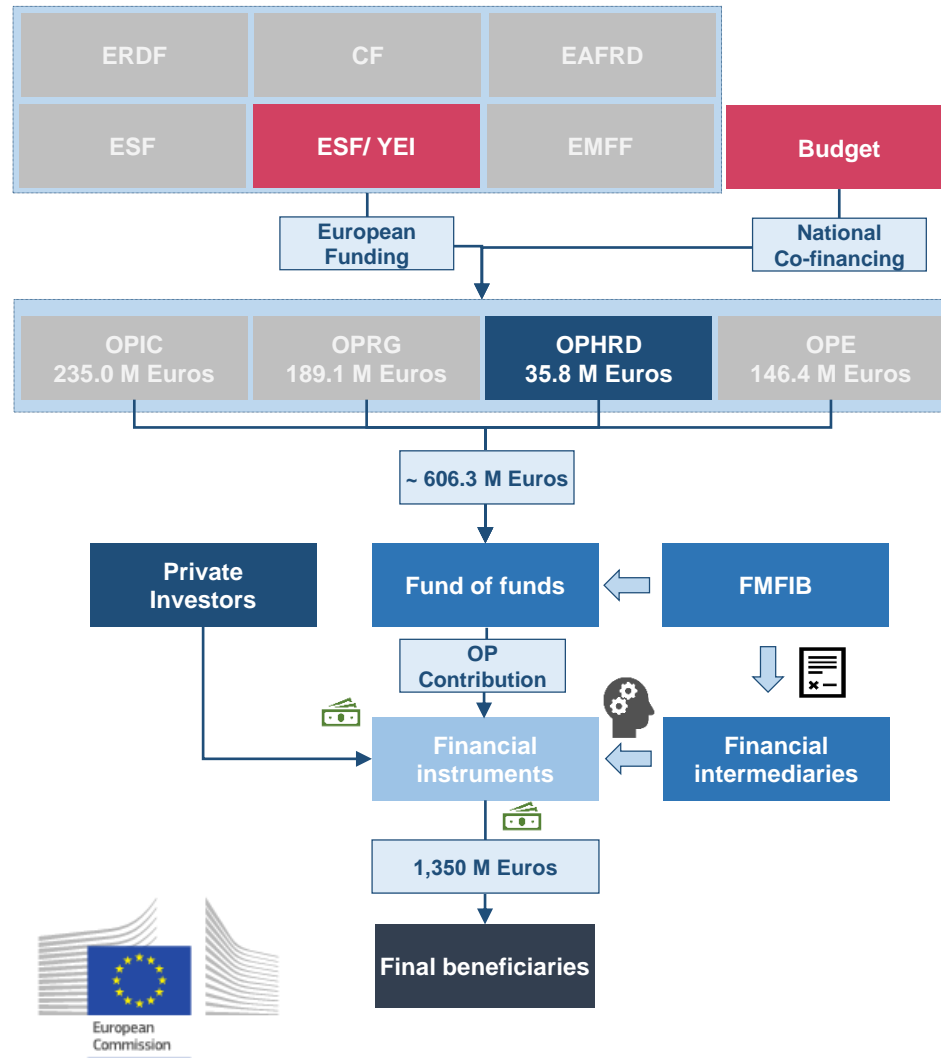 ERDF
CF
EAFRD
ESF
ESF/ YEI
EMFF
Budget
European
Funding
National
Co-financing
OPIC
235.0 M Euros
OPRG
189.1 M Euros
OPHRD
35.8 M Euros
OPE
146.4 M Euros
~ 606.3 M Euros
Private
Investors
Fund of funds
FMFIB
OP
Contribution
Financial
instruments
Financial
intermediaries
1,350 M Euros
Final beneficiaries
European
Commission